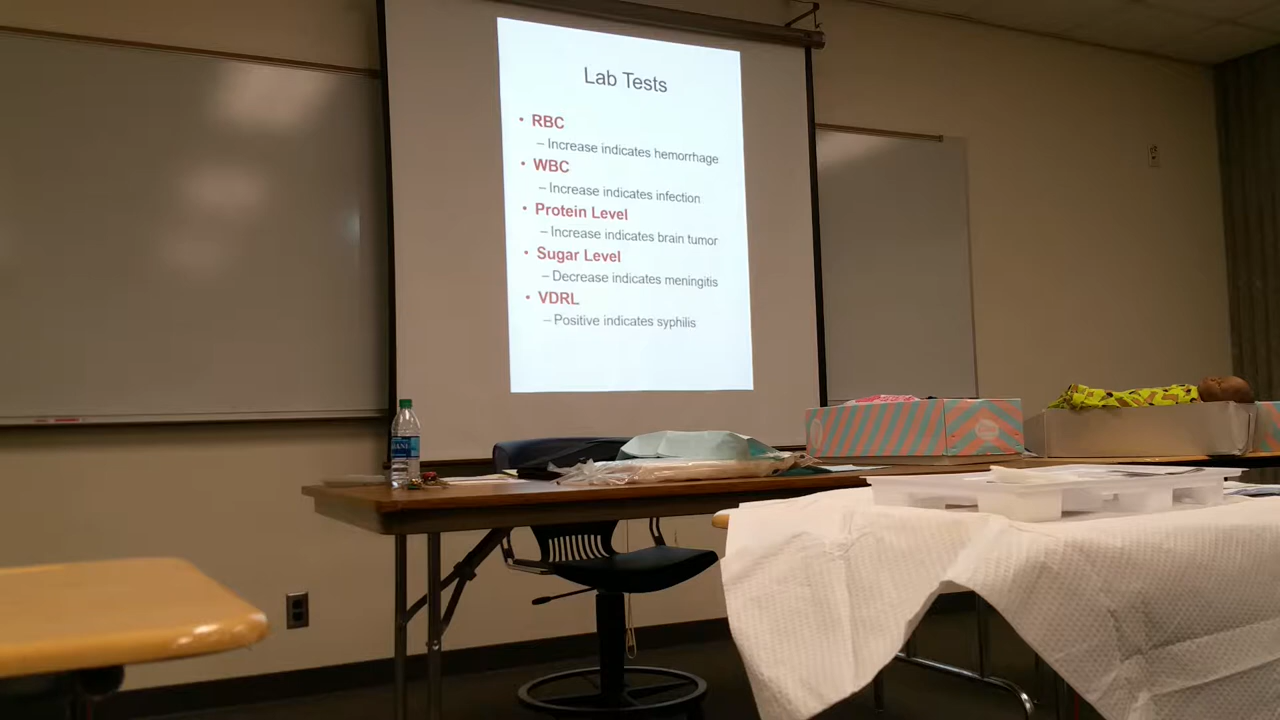 Lab Tests
• RBC
– Increase indicates hemorrhage
• WBC
– Increase indicates infection
• Protein Level
– Increase indicates brain tumor
• Sugar Level
– Decrease indicates meningitis
• VDRL
– Positive indicates syphilis